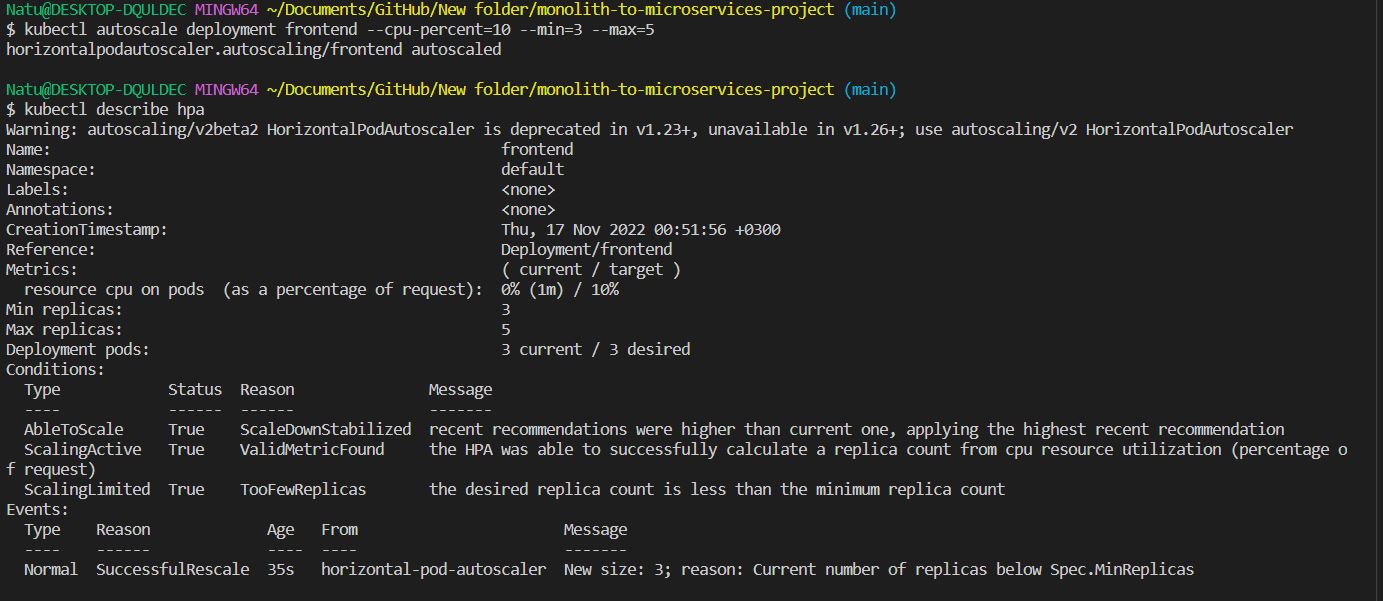 Natu@DESKTOP-DQULDEC MINGW64 ~/Documents/GitHub/New folder/monolith-to-microservices-project (main)
$ kubectl autoscale deployment frontend --cpu-percent=10 --min=3 --max=5
horizontalpodautoscaler.autoscaling/frontend autoscaled
Natu@DESKTOP-DQULDEC MINGW64 ~/Documents/GitHub/New folder/monolith-to-microservices-project (main)
$ kubectl describe hpa
Warning: autoscaling/v2beta2 HorizontalPodAutoscaler is deprecated in v1.23+, unavailable in v1.26+; use autoscaling/v2 HorizontalPodAutoscaler
Name: frontend
Namespace: default
Labels: <none>
Annotations: <none>
CreationTimestamp: Thu, 17 Nov 2022 00:51:56 +0300
Reference: Deployment/frontend
Metrics: ( current / target )
resource cpu on pods (as a percentage of request): 0% (1m) / 10%
Min replicas: 3
Max replicas: 5
Deployment pods: 3 current / 3 desired
Conditions:
Type Status Reason Message
---- ------ ------ -------
AbleToScale True ScaleDownStabilized recent recommendations were higher than current one, applying the highest recent recommendation
ScalingActive True ValidMetricFound the HPA was able to successfully calculate a replica count from cpu resource utilization (percentage o
f request)
ScalingLimited True TooFewReplicas the desired replica count is less than the minimum replica count
Events:
Type Reason Age From Message
---- ------ ---- ---- -------
Normal SuccessfulRescale 35s horizontal-pod-autoscaler New size: 3; reason: Current number of replicas below Spec.MinReplicas